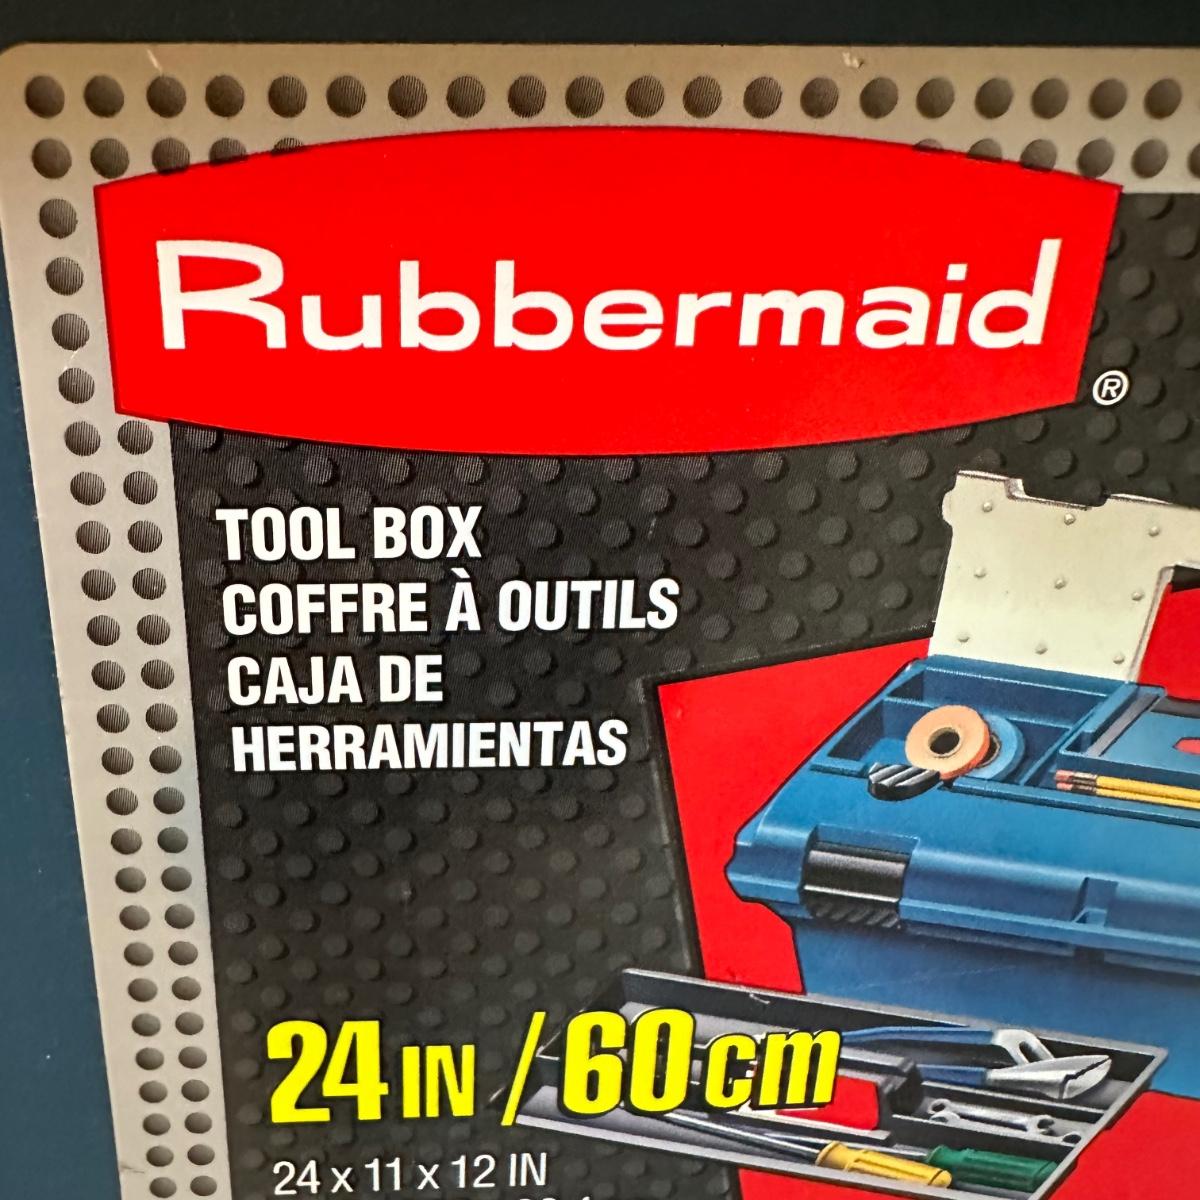 Rubbermaid®
TOOL BOX
COFFRE À OUTILS
CAJA DE
HERRAMIENTAS
24 IN / 60 cm
24 x 11 x 12 IN